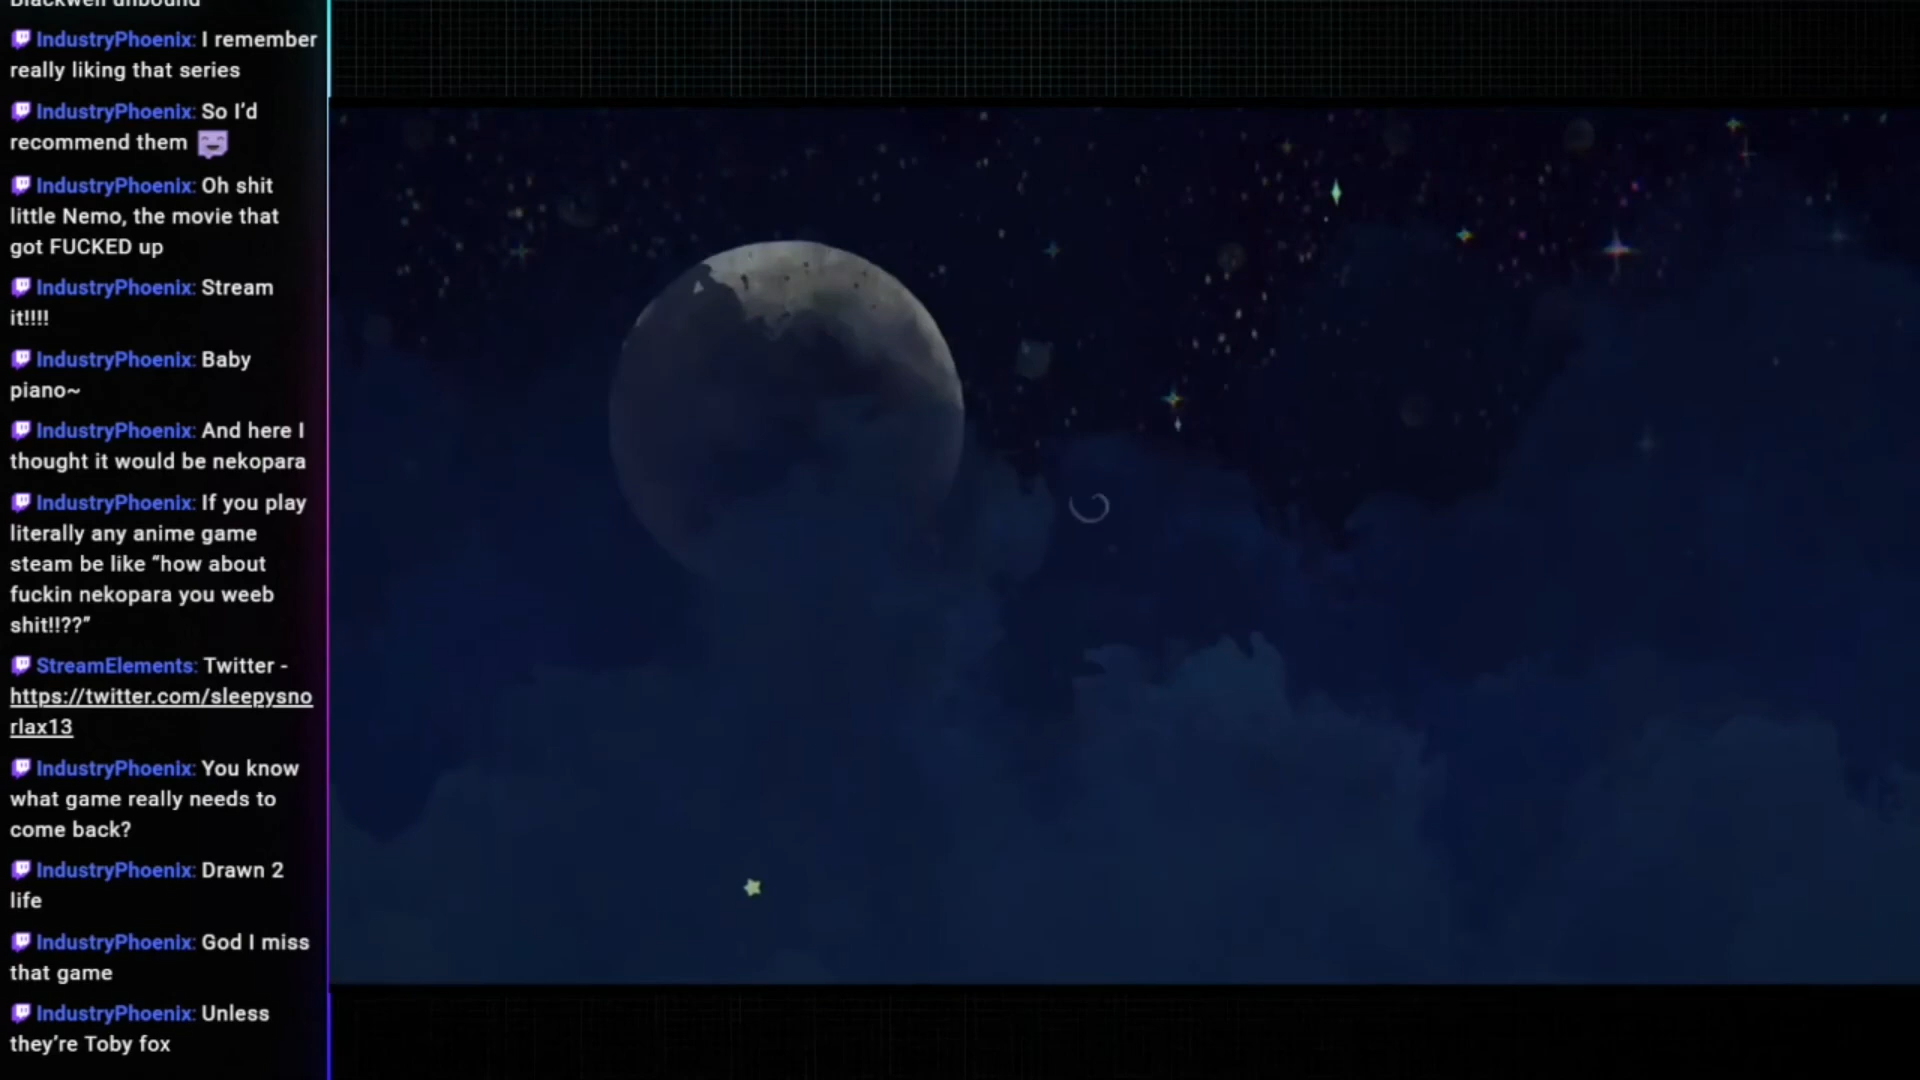 Blackwell unbound
IndustryPhoenix: I remember
really liking that series
IndustryPhoenix: So I’d
recommend them
IndustryPhoenix: Oh shit
little Nemo, the movie that
got FUCKED up
IndustryPhoenix: Stream
it!!!!
IndustryPhoenix: Baby
piano~
IndustryPhoenix: And here I
thought it would be nekopara
IndustryPhoenix: If you play
literally any anime game
steam be like “how about
fuckin nekopara you weeb
shit!!??”
StreamElements: Twitter -
https://twitter.com/sleepysno
rlax13
IndustryPhoenix: You know
what game really needs to
come back?
IndustryPhoenix: Drawn 2
life
IndustryPhoenix: God I miss
that game
IndustryPhoenix: Unless
they’re Toby fox